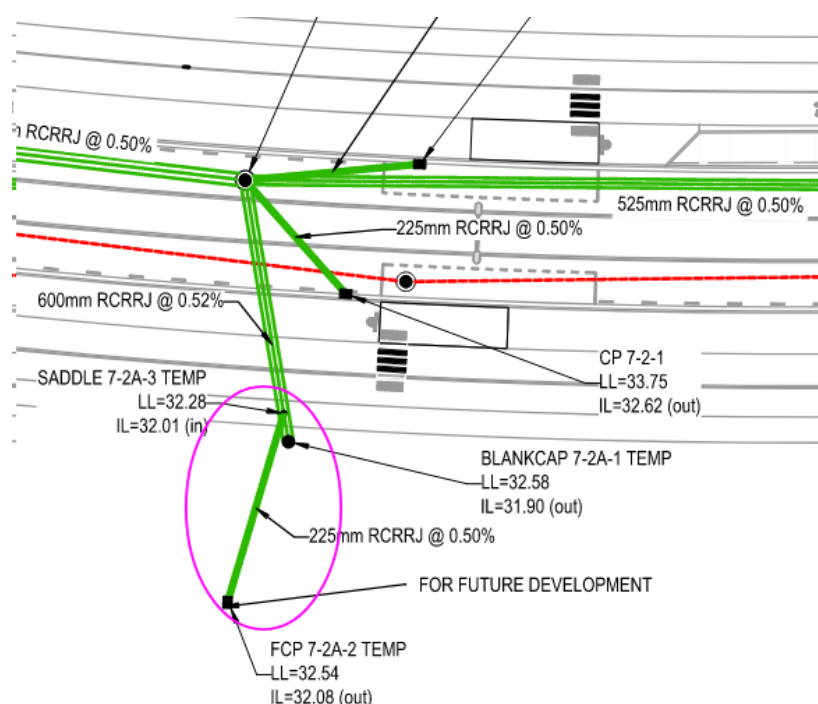 RCRRJ @ 0.50%
525mm RCRRJ @ 0.50%
225mm RCRRJ @ 0.50%
600mm RCRRJ @ 0.52%
CP 7-2-1
LL=33.75
IL=32.62 (out)
SADDLE 7-2A-3 TEMP
LL=32.28
IL=32.01 (in)
BLANKCAP 7-2A-1 TEMP
LL=32.58
IL=31.90 (out)
225mm RCRRJ @ 0.50%
FOR FUTURE DEVELOPMENT
FCP 7-2A-2 TEMP
LL=32.54
IL=32.08 (out)